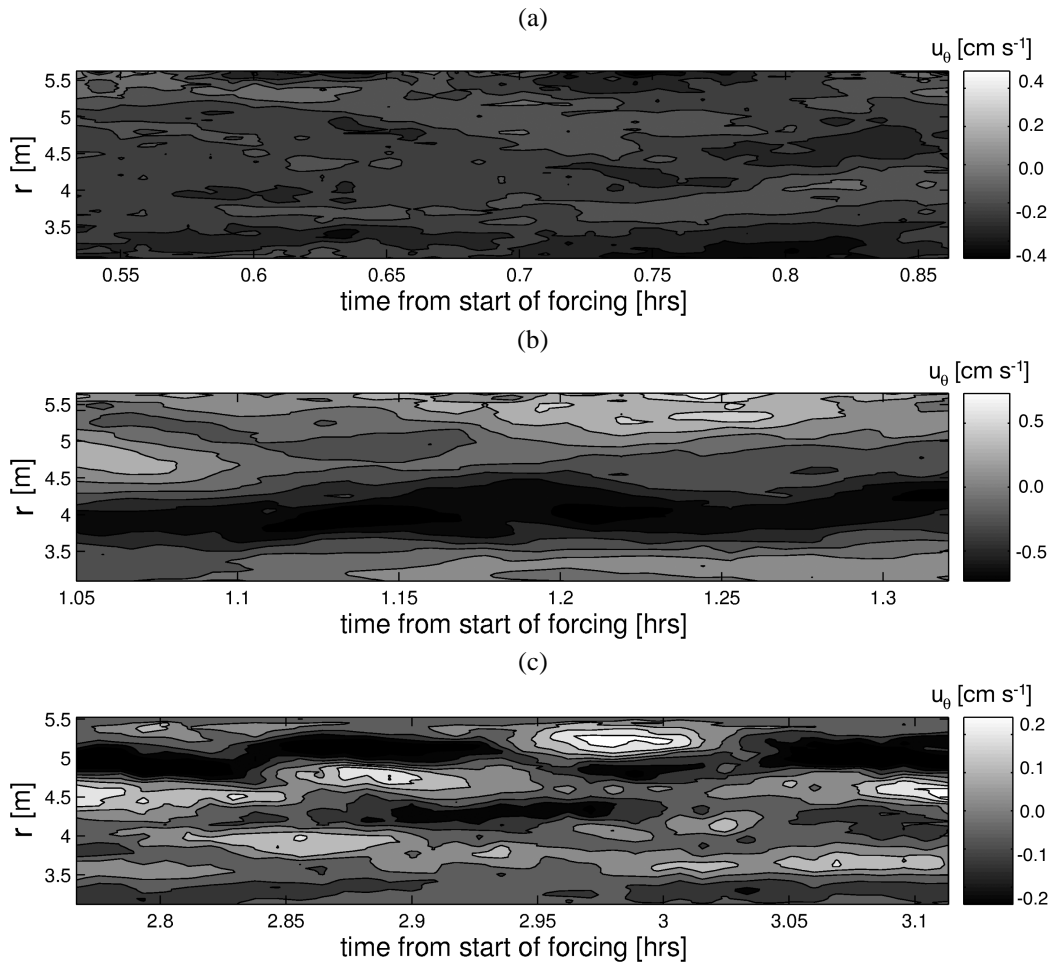 (a)
u_θ [cm s⁻¹]
5.5
5
4.5
4
3.5
r [m]
0.4
0.2
0.0
-0.2
-0.4
0.55 0.6 0.65 0.7 0.75 0.8 0.85
time from start of forcing [hrs]
(b)
u_θ [cm s⁻¹]
5.5
5
4.5
4
3.5
r [m]
0.5
0.0
-0.5
1.05 1.1 1.15 1.2 1.25 1.3
time from start of forcing [hrs]
(c)
u_θ [cm s⁻¹]
5.5
5
4.5
4
3.5
r [m]
0.2
0.1
0.0
-0.1
-0.2
2.8 2.85 2.9 2.95 3 3.05 3.1
time from start of forcing [hrs]